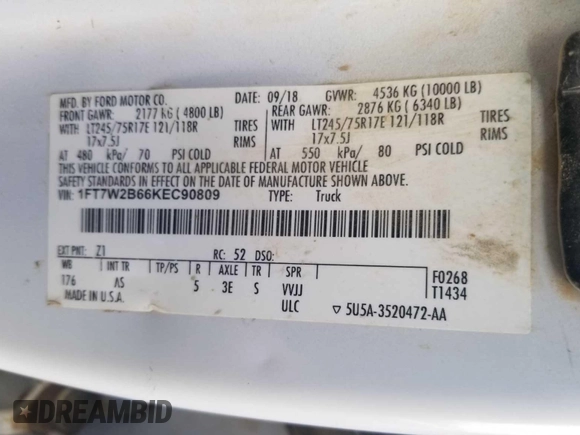 MFD. BY FORD MOTOR CO. DATE: 09/18 GVWR: 4536 KG (10000 LB)
FRONT GAWR: 2177 KG (4800 LB) REAR GAWR: 2876 KG (6340 LB)
WITH LT245/75R17E 121/118R TIRES WITH LT245/75R17E 121/118R TIRES
17x7.5J RIMS 17x7.5J RIMS
AT 480 kPa/ 70 PSI COLD AT 550 kPa/ 80 PSI COLD
THIS VEHICLE CONFORMS TO ALL APPLICABLE FEDERAL MOTOR VEHICLE
SAFETY STANDARDS IN EFFECT ON THE DATE OF MANUFACTURE SHOWN ABOVE.
VIN: 1FT7W2B66KEC90809 TYPE: Truck
EXT PNT: Z1 RC: 52 DSO:
WB INT TR TP/PS R AXLE TR SPR F0268
176 AS 5 3E S VVJJ T1434
MADE IN U.S.A. ULC ▽ 5U5A-3520472-AA
DREAMBID